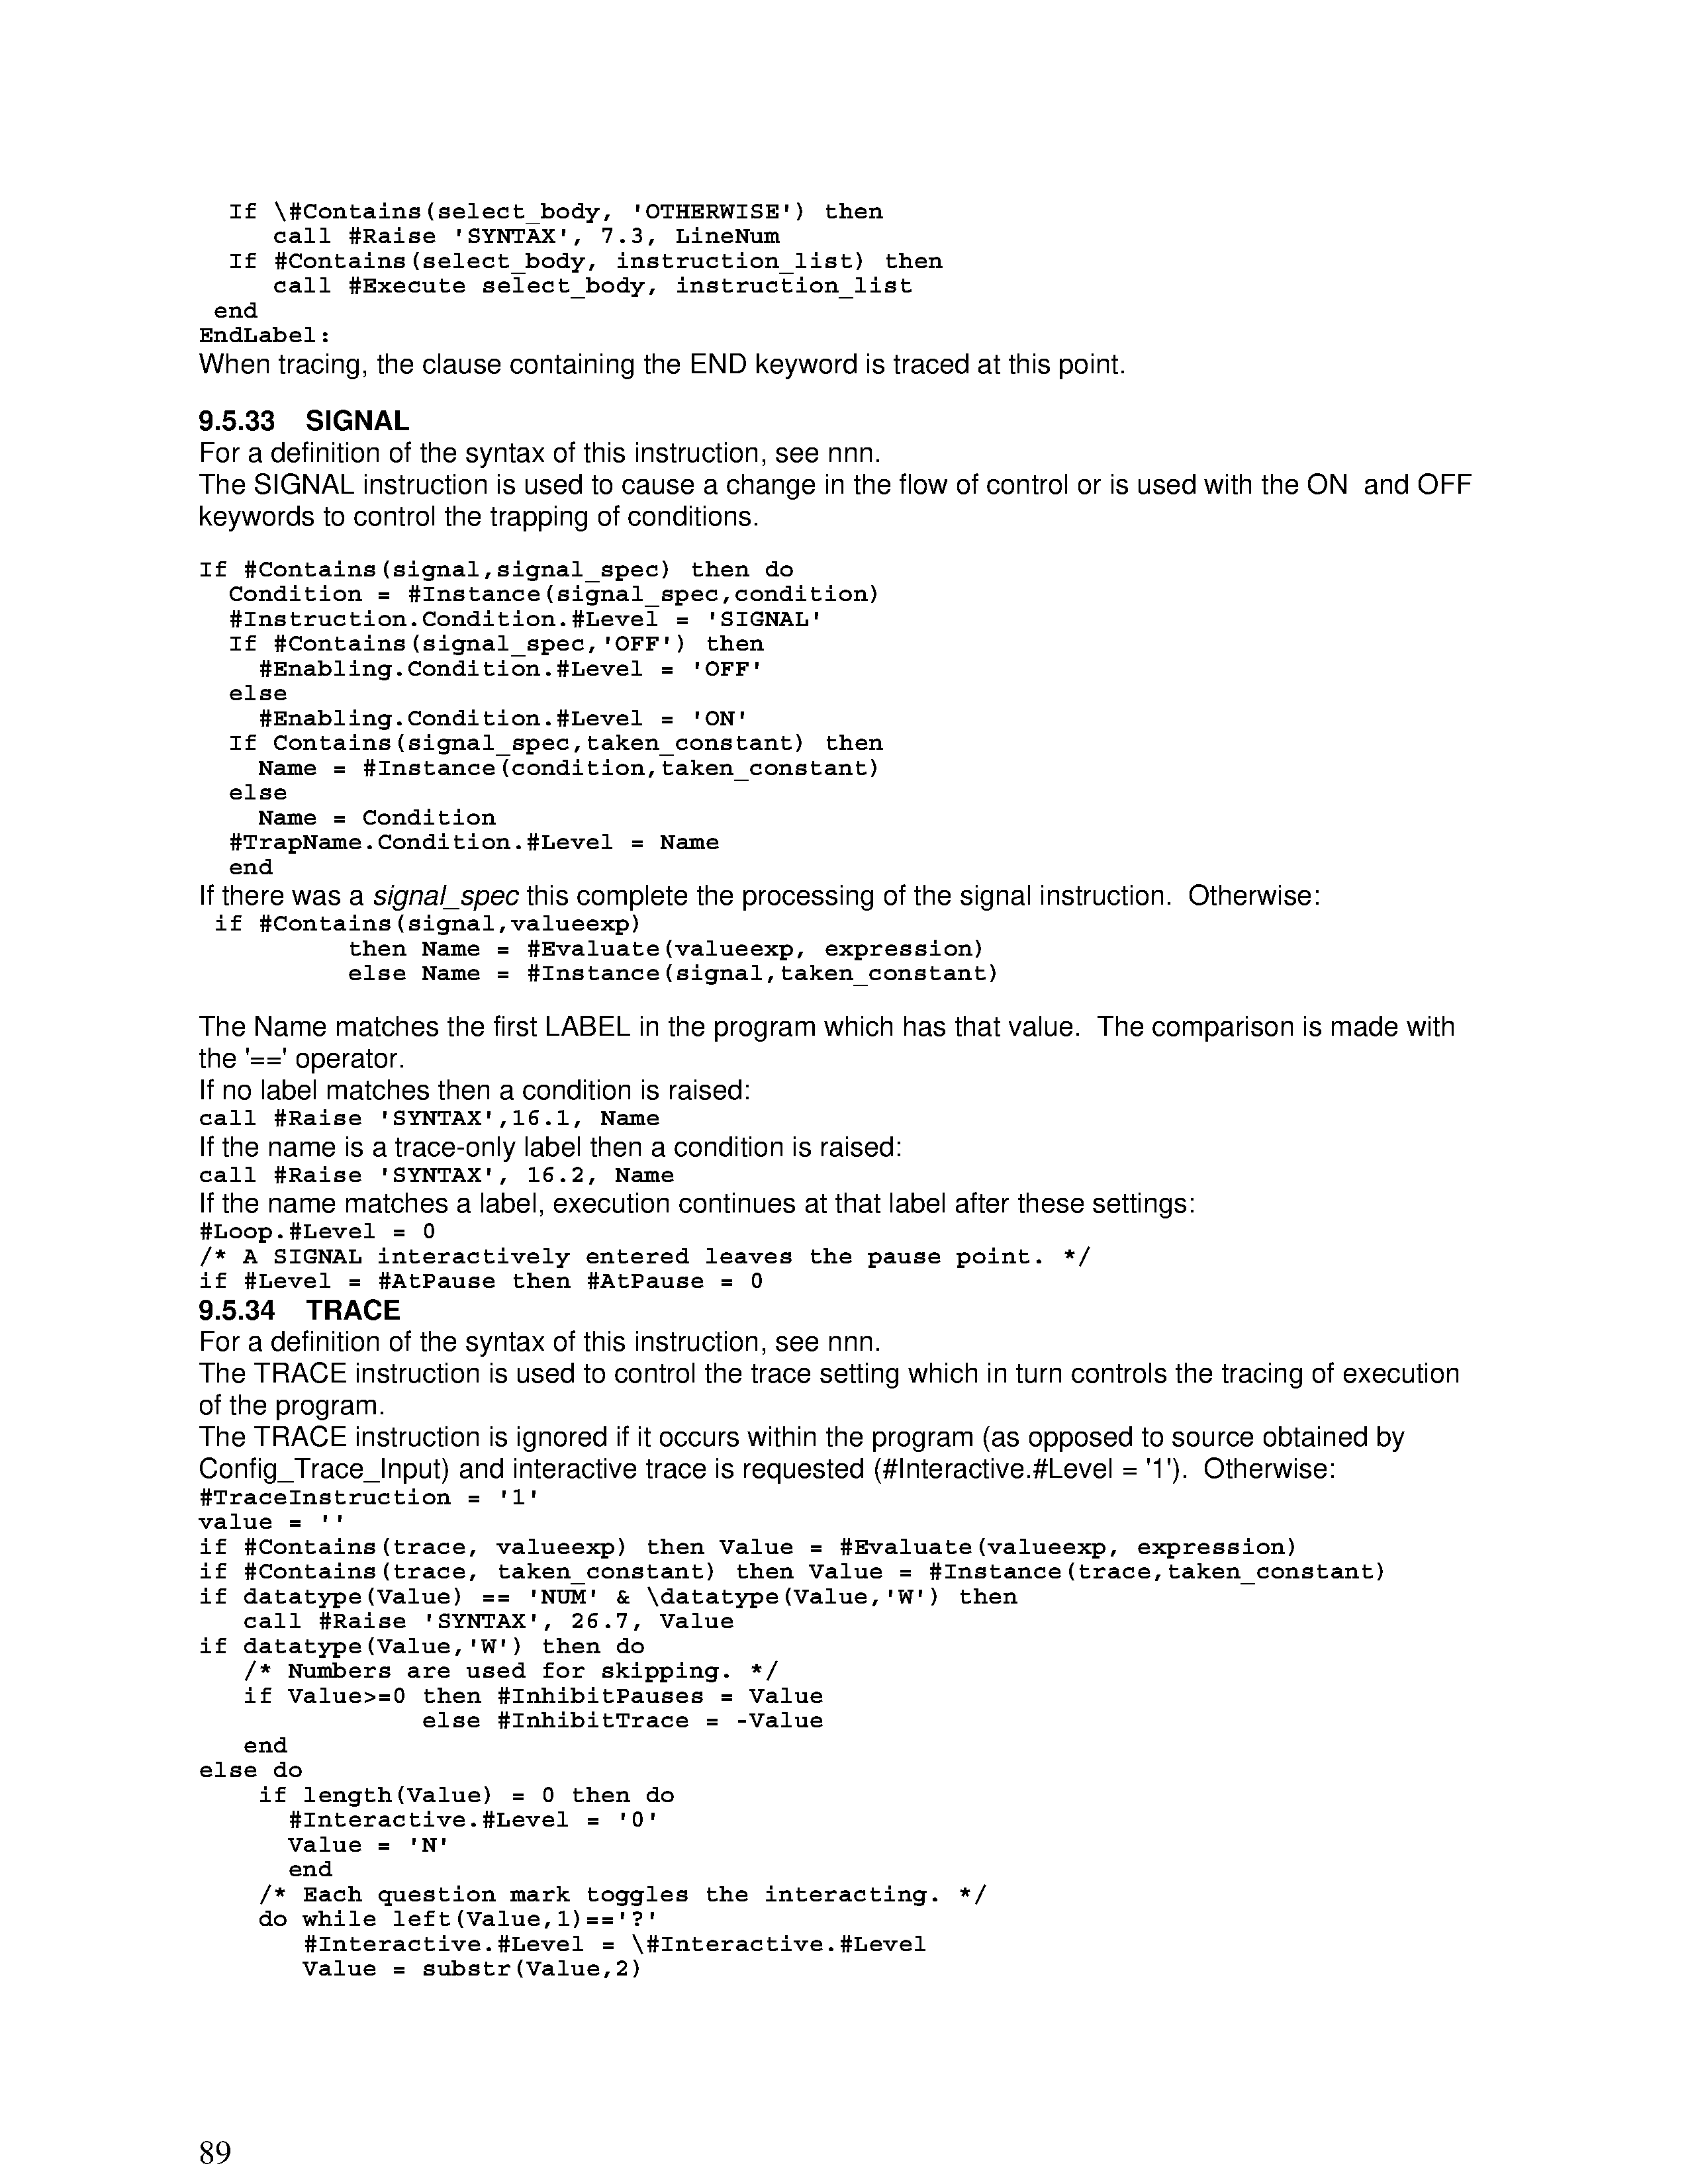 If \#Contains(select_body, 'OTHERWISE') then
call #Raise 'SYNTAX', 7.3, LineNum
If #Contains(select_body, instruction_list) then
call #Execute select_body, instruction_list
end
EndLabel:
When tracing, the clause containing the END keyword is traced at this point.
9.5.33 SIGNAL
For a definition of the syntax of this instruction, see nnn.
The SIGNAL instruction is used to cause a change in the flow of control or is used with the ON and OFF
keywords to control the trapping of conditions.
If #Contains(signal,signal_spec) then do
Condition = #Instance(signal_spec,condition)
#Instruction.Condition.#Level = 'SIGNAL'
If #Contains(signal_spec,'OFF') then
#Enabling.Condition.#Level = 'OFF'
else
#Enabling.Condition.#Level = 'ON'
If Contains(signal_spec,taken_constant) then
Name = #Instance(condition,taken_constant)
else
Name = Condition
#TrapName.Condition.#Level = Name
end
If there was a signal_spec this complete the processing of the signal instruction. Otherwise:
if #Contains(signal,valueexp)
then Name = #Evaluate(valueexp, expression)
else Name = #Instance(signal,taken_constant)
The Name matches the first LABEL in the program which has that value. The comparison is made with
the '==' operator.
If no label matches then a condition is raised:
call #Raise 'SYNTAX',16.1, Name
If the name is a trace-only label then a condition is raised:
call #Raise 'SYNTAX', 16.2, Name
If the name matches a label, execution continues at that label after these settings:
#Loop.#Level = 0
/* A SIGNAL interactively entered leaves the pause point. */
if #Level = #AtPause then #AtPause = 0
9.5.34 TRACE
For a definition of the syntax of this instruction, see nnn.
The TRACE instruction is used to control the trace setting which in turn controls the tracing of execution
of the program.
The TRACE instruction is ignored if it occurs within the program (as opposed to source obtained by
Config_Trace_Input) and interactive trace is requested (#Interactive.#Level = '1'). Otherwise:
#TraceInstruction = '1'
value = ''
if #Contains(trace, valueexp) then Value = #Evaluate(valueexp, expression)
if #Contains(trace, taken_constant) then Value = #Instance(trace,taken_constant)
if datatype(Value) == 'NUM' & \datatype(Value,'W') then
call #Raise 'SYNTAX', 26.7, Value
if datatype(Value,'W') then do
/* Numbers are used for skipping. */
if Value>=0 then #InhibitPauses = Value
else #InhibitTrace = -Value
end
else do
if length(Value) = 0 then do
#Interactive.#Level = '0'
Value = 'N'
end
/* Each question mark toggles the interacting. */
do while left(Value,1)=='?'
#Interactive.#Level = \#Interactive.#Level
Value = substr(Value,2)
89